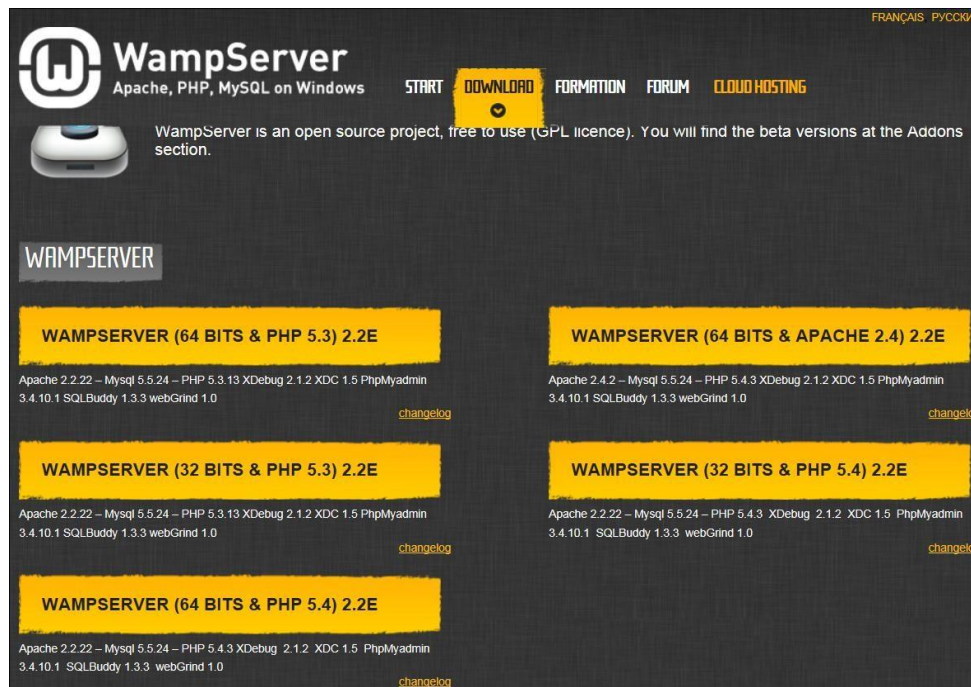 FRANÇAIS РУССКИ
WampServer
Apache, PHP, MySQL on Windows
START DOWNLOAD FORMATION FORUM CLOUD HOSTING
WampServer is an open source project, free to use (GPL licence). You will find the beta versions at the Addons
section.
WAMPSERVER
WAMPSERVER (64 BITS & PHP 5.3) 2.2E
Apache 2.2.22 – Mysql 5.5.24 – PHP 5.3.13 XDebug 2.1.2 XDC 1.5 PhpMyadmin
3.4.10.1 SQLBuddy 1.3.3 webGrind 1.0
changelog
WAMPSERVER (64 BITS & APACHE 2.4) 2.2E
Apache 2.4.2 – Mysql 5.5.24 – PHP 5.4.3 XDebug 2.1.2 XDC 1.5 PhpMyadmin
3.4.10.1 SQLBuddy 1.3.3 webGrind 1.0
changelo
WAMPSERVER (32 BITS & PHP 5.3) 2.2E
Apache 2.2.22 – Mysql 5.5.24 – PHP 5.3.13 XDebug 2.1.2 XDC 1.5 PhpMyadmin
3.4.10.1 SQLBuddy 1.3.3 webGrind 1.0
changelog
WAMPSERVER (32 BITS & PHP 5.4) 2.2E
Apache 2.2.22 – Mysql 5.5.24 – PHP 5.4.3 XDebug 2.1.2 XDC 1.5 PhpMyadmin
3.4.10.1 SQLBuddy 1.3.3 webGrind 1.0
changelo
WAMPSERVER (64 BITS & PHP 5.4) 2.2E
Apache 2.2.22 – Mysql 5.5.24 – PHP 5.4.3 XDebug 2.1.2 XDC 1.5 PhpMyadmin
3.4.10.1 SQLBuddy 1.3.3 webGrind 1.0
changelog